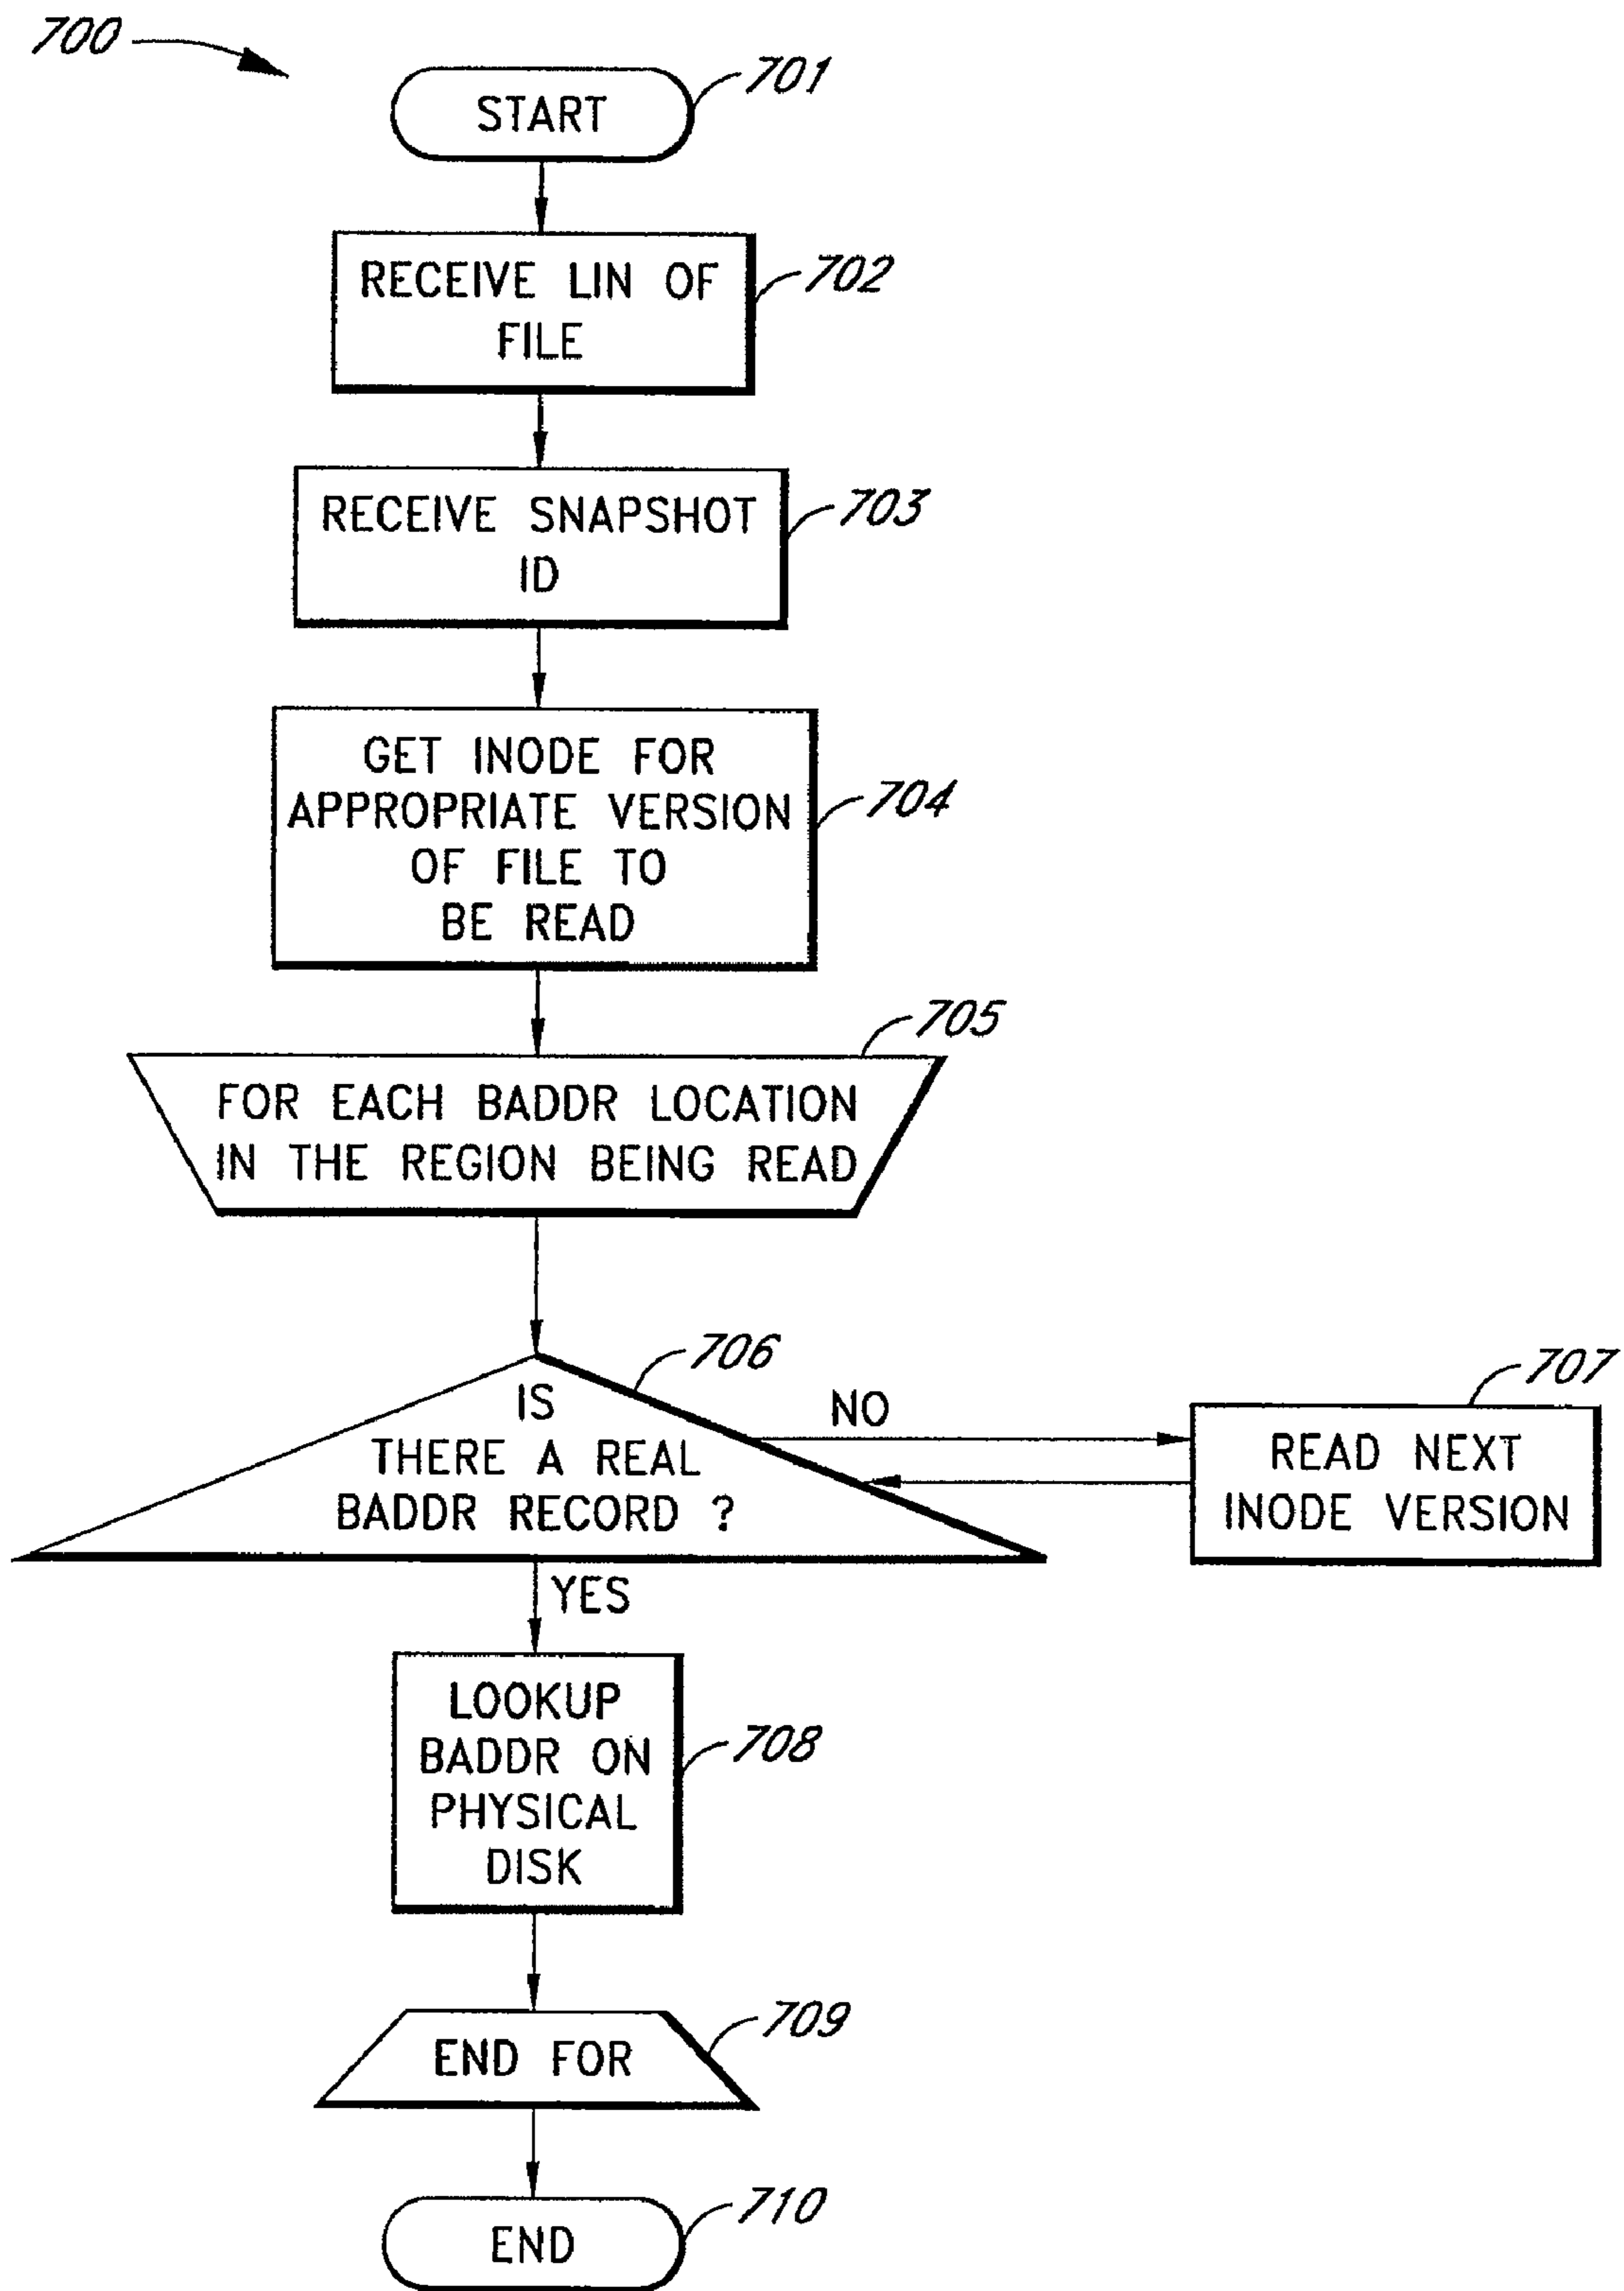 700
START
701
RECEIVE LIN OF
FILE
702
RECEIVE SNAPSHOT
ID
703
GET INODE FOR
APPROPRIATE VERSION
OF FILE TO
BE READ
704
705
FOR EACH BADDR LOCATION
IN THE REGION BEING READ
706
IS
THERE A REAL
BADDR RECORD ?
NO
707
READ NEXT
INODE VERSION
YES
LOOKUP
BADDR ON
PHYSICAL
DISK
708
END FOR
709
END
710